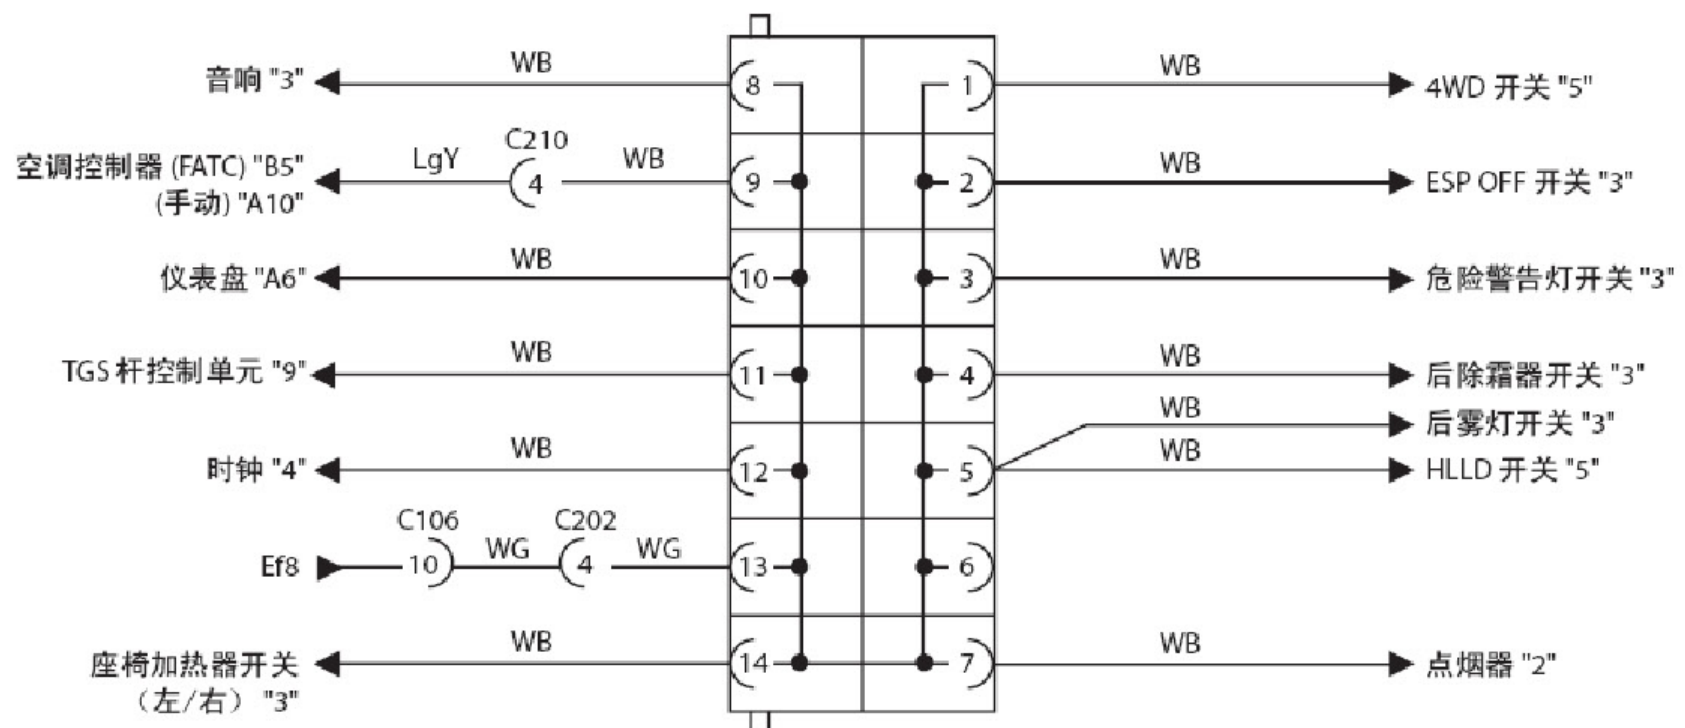 音响 "3"
WB
8
1
WB
4WD 开关 "5"
空调控制器 (FATC) "B5"
(手动) "A10"
LgY
C210
4
WB
9
2
WB
ESP OFF 开关 "3"
仪表盘 "A6"
WB
10
3
WB
危险警告灯开关 "3"
TGS 杆控制单元 "9"
WB
11
4
WB
后除霜器开关 "3"
WB
后雾灯开关 "3"
时钟 "4"
WB
12
5
WB
HLLD 开关 "5"
Ef8
C106
10
WG
C202
4
WG
13
6
座椅加热器开关
（左/右） "3"
WB
14
7
WB
点烟器 "2"